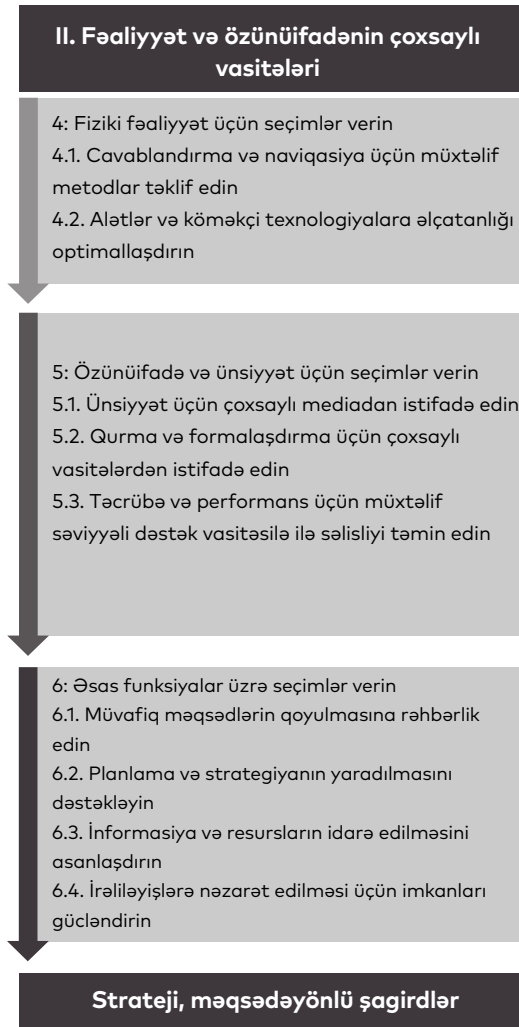 II. Fəaliyyət və özünüifadənin çoxsaylı
vasitələri
4: Fiziki fəaliyyət üçün seçimlər verin
4.1. Cavablandırma və naviqasiya üçün müxtəlif
metodlar təklif edin
4.2. Alətlər və köməkçi texnologiyalara əlçatanlığı
optimallaşdırın
5: Özünüifadə və ünsiyyət üçün seçimlər verin
5.1. Ünsiyyət üçün çoxsaylı mediadan istifadə edin
5.2. Qurma və formalaşdırma üçün çoxsaylı
vasitələrdən istifadə edin
5.3. Təcrübə və performans üçün müxtəlif
səviyyəli dəstək vasitəsilə ilə səlisliyi təmin edin
6: Əsas funksiyalar üzrə seçimlər verin
6.1. Müvafiq məqsədlərin qoyulmasına rəhbərlik
edin
6.2. Planlama və strategiyanın yaradılmasını
dəstəkləyin
6.3. İnformasiya və resursların idarə edilməsini
asanlaşdırın
6.4. İrəliləyişlərə nəzarət edilməsi üçün imkanları
gücləndirin
Strateji, məqsədəyönlü şagirdlər